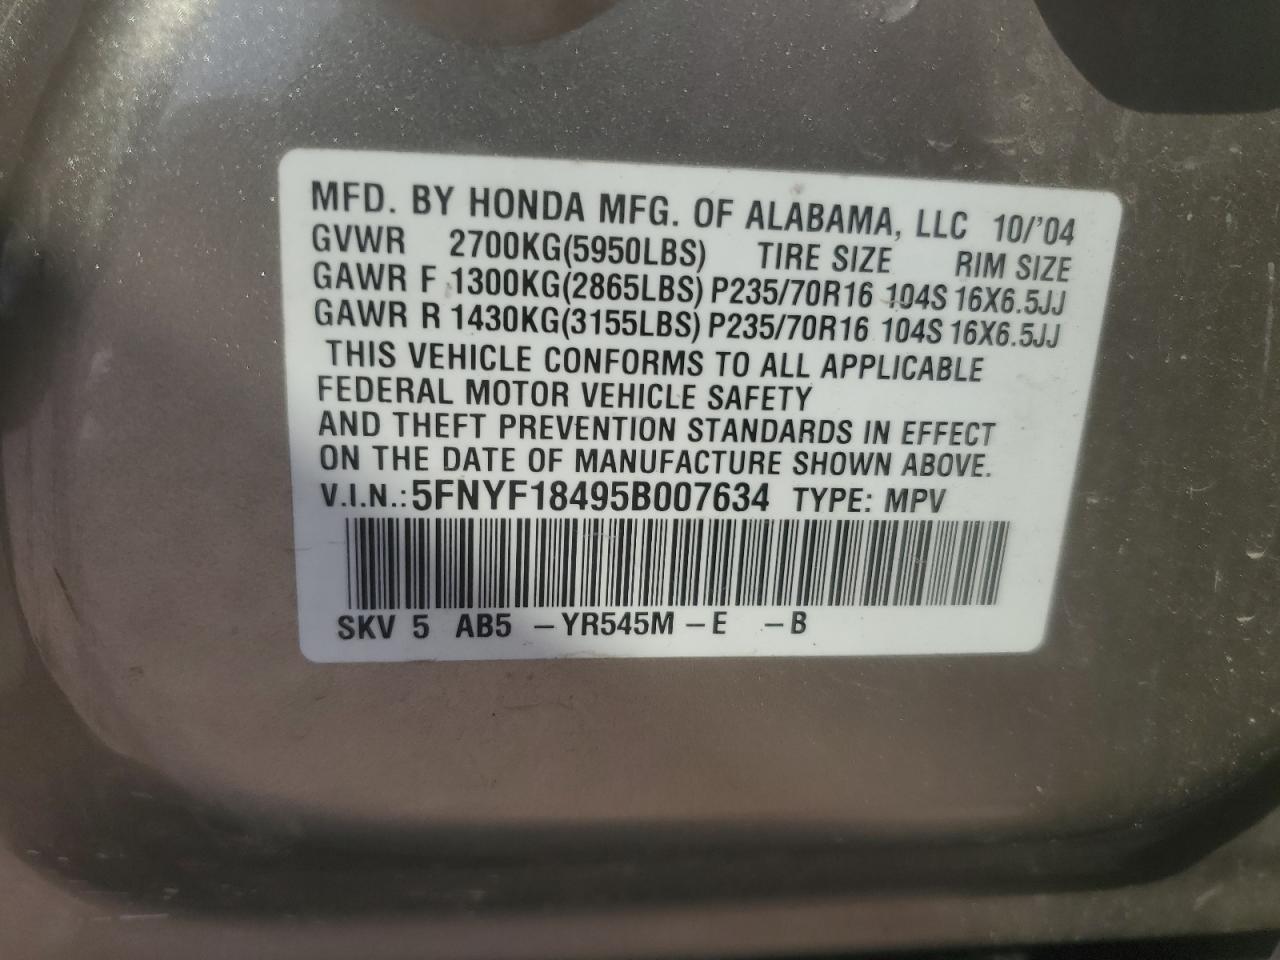 MFD. BY HONDA MFG. OF ALABAMA, LLC 10/'04
GVWR 2700KG(5950LBS) TIRE SIZE RIM SIZE
GAWR F 1300KG(2865LBS) P235/70R16 104S 16X6.5JJ
GAWR R 1430KG(3155LBS) P235/70R16 104S 16X6.5JJ
THIS VEHICLE CONFORMS TO ALL APPLICABLE
FEDERAL MOTOR VEHICLE SAFETY
AND THEFT PREVENTION STANDARDS IN EFFECT
ON THE DATE OF MANUFACTURE SHOWN ABOVE.
V.I.N.: 5FNYF18495B007634 TYPE: MPV
SKV 5 AB5 -YR545M -E -B